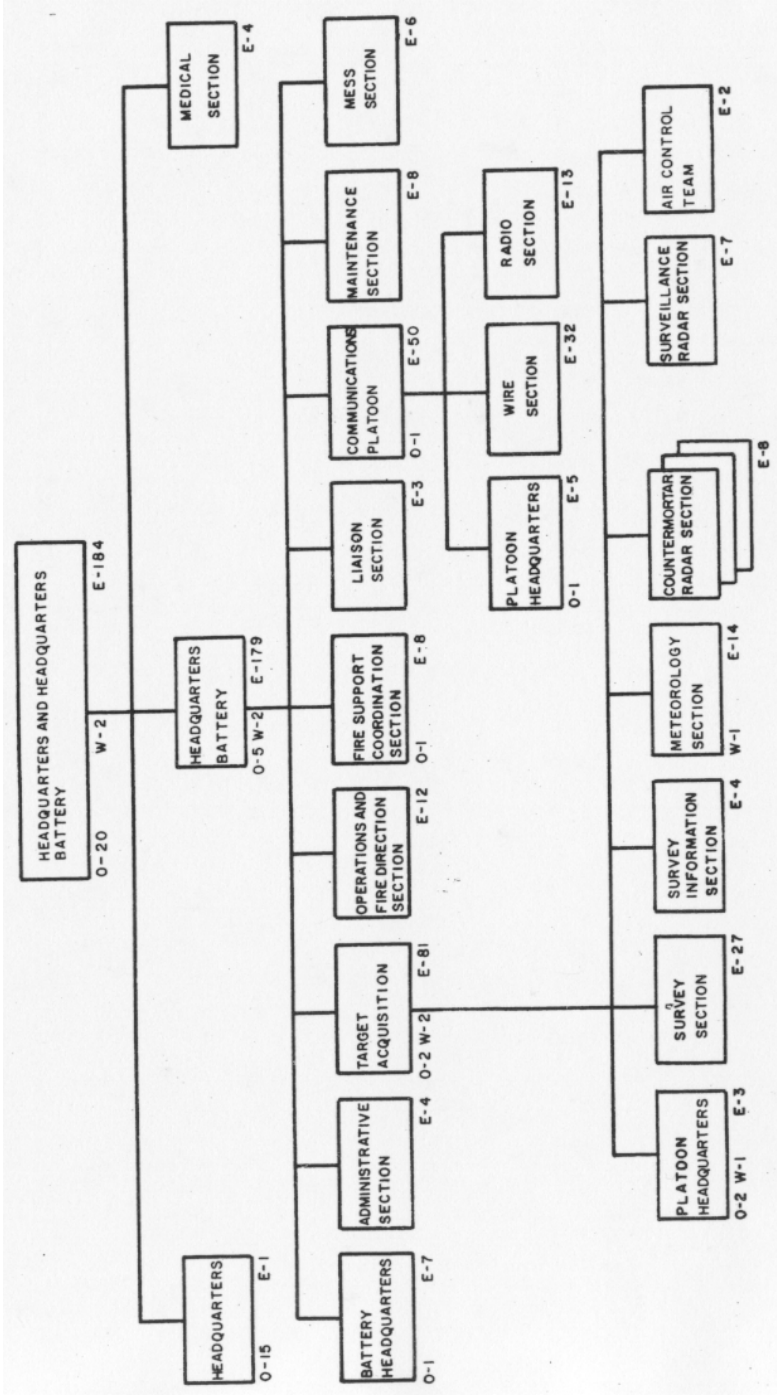 HEADQUARTERS AND HEADQUARTERS
BATTERY
O-20 W-2 E-184
HEADQUARTERS
O-15 E-1
HEADQUARTERS
BATTERY
O-5 W-2 E-179
MEDICAL
SECTION
E-4
BATTERY
HEADQUARTERS
O-1 E-7
ADMINISTRATIVE
SECTION
E-4
TARGET
ACQUISITION
O-2 W-2 E-81
OPERATIONS AND
FIRE DIRECTION
SECTION
E-12
FIRE SUPPORT
COORDINATION
SECTION
O-1 E-8
LIAISON
SECTION
E-3
COMMUNICATIONS
PLATOON
O-1 E-50
MAINTENANCE
SECTION
E-8
MESS
SECTION
E-6
PLATOON
HEADQUARTERS
O-1 E-5
WIRE
SECTION
E-32
RADIO
SECTION
E-13
PLATOON
HEADQUARTERS
O-2 W-1 E-3
SURVEY
SECTION
E-27
SURVEY
INFORMATION
SECTION
E-4
METEOROLOGY
SECTION
W-1 E-14
COUNTERMORTAR
RADAR SECTION
E-8
SURVEILLANCE
RADAR SECTION
E-7
AIR CONTROL
TEAM
E-2